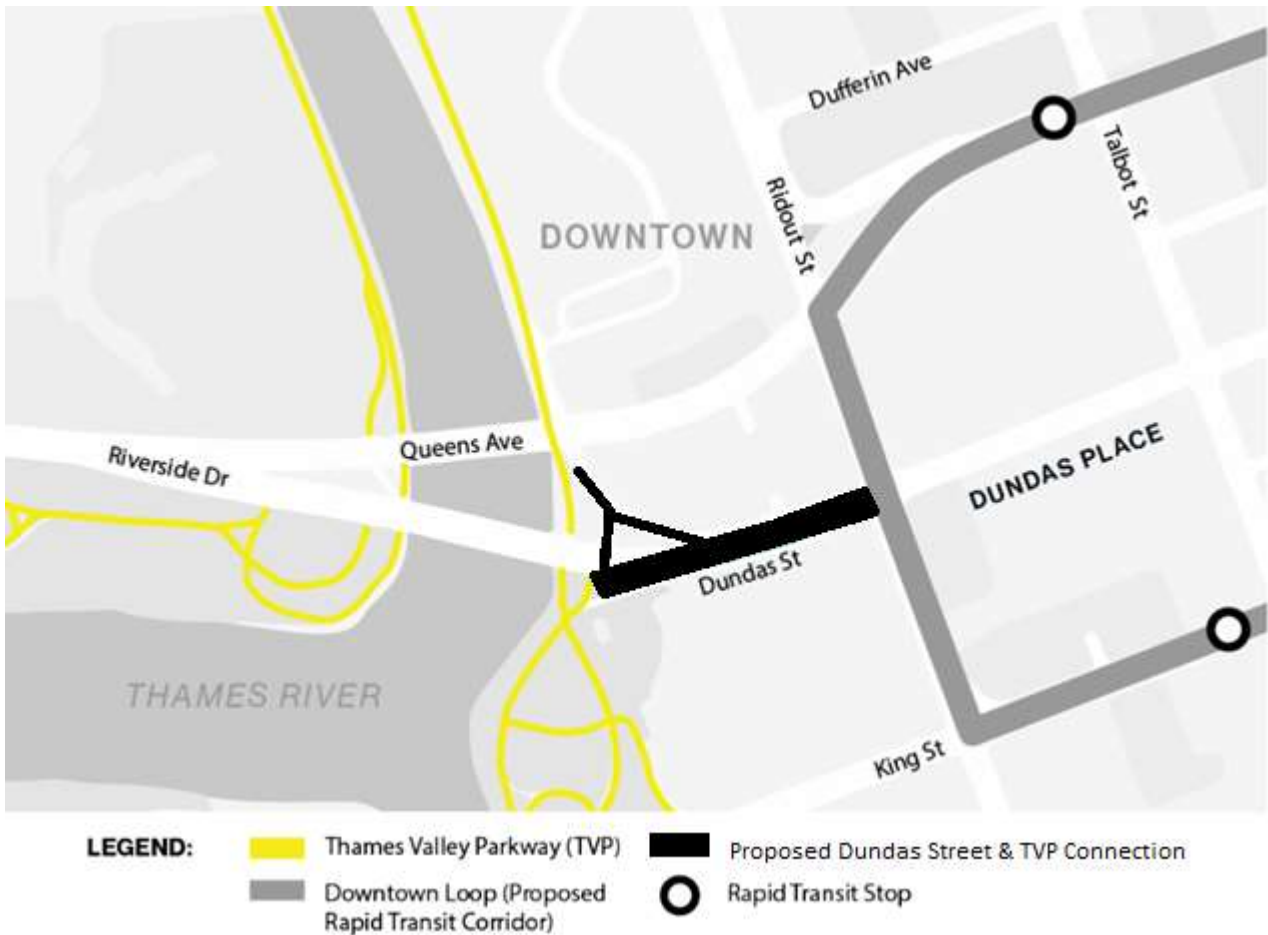 Dufferin Ave
Talbot St
Ridout St
DOWNTOWN
Queens Ave
Riverside Dr
DUNDAS PLACE
Dundas St
THAMES RIVER
King St
LEGEND:
Thames Valley Parkway (TVP)
Proposed Dundas Street & TVP Connection
Downtown Loop (Proposed
Rapid Transit Corridor)
Rapid Transit Stop